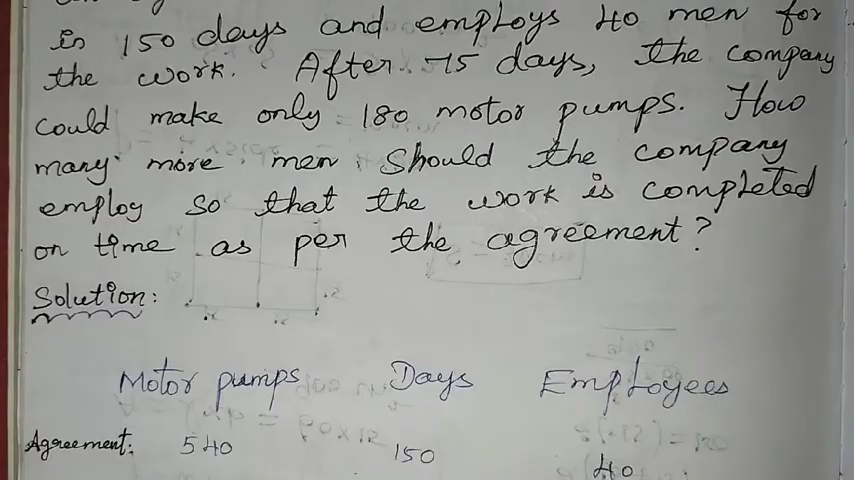 in 150 days and employs 40 men for
the work. After 75 days, the company
could make only 180 motor pumps. How
many more men should the company
employ so that the work is completed
on time as per the agreement?
Solution:
Motor pumps Days Employees
Agreement: 540 150 40